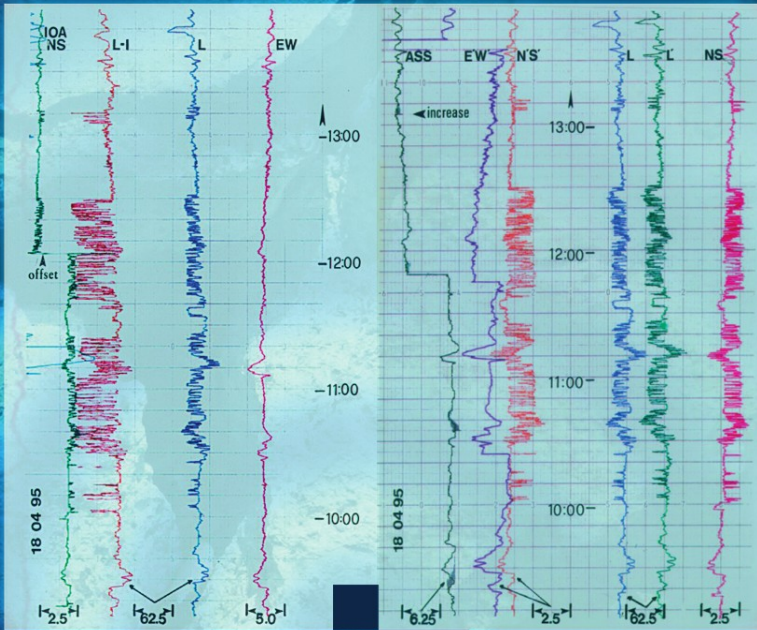 IOA
NS
L-I
L
EW
–13:00
–12:00
offset
–11:00
–10:00
18 04 95
2.5
62.5
5.0
ASS
EW
N'S'
L
L'
NS
increase
13:00–
12:00–
11:00–
10:00–
18 04 95
6.25
2.5
62.5
2.5